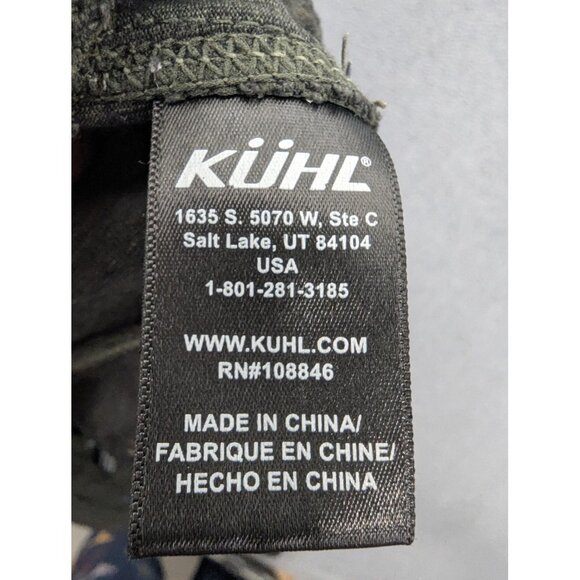 KÜHL®
1635 S. 5070 W, Ste C
Salt Lake, UT 84104
USA
1-801-281-3185
WWW.KUHL.COM
RN#108846
MADE IN CHINA/
FABRIQUE EN CHINE/
HECHO EN CHINA